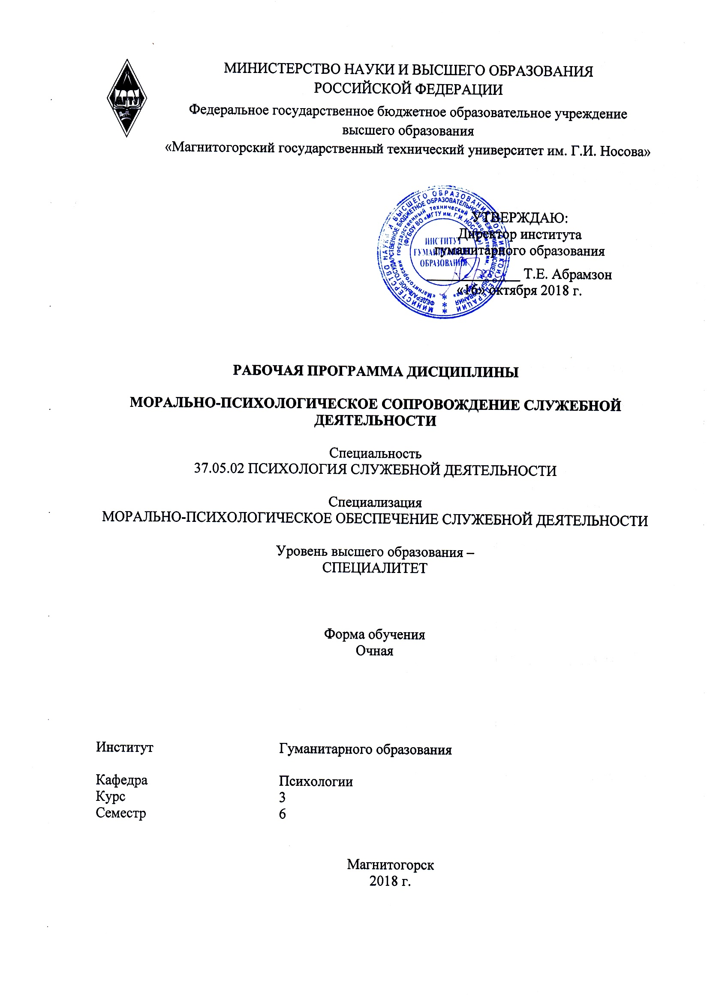 МИНИСТЕРСТВО НАУКИ И ВЫСШЕГО ОБРАЗОВАНИЯ
РОССИЙСКОЙ ФЕДЕРАЦИИ
Федеральное государственное бюджетное образовательное учреждение
высшего образования
«Магнитогорский государственный технический университет им. Г.И. Носова»
МГТУ
УТВЕРЖДАЮ:
Директор института
гуманитарного образования
Т.Е. Абрамзон
«16» октября 2018 г.
МИНИСТЕРСТВО НАУКИ И ВЫСШЕГО ОБРАЗОВАНИЯ РОССИЙСКОЙ ФЕДЕРАЦИИ
ФЕДЕРАЛЬНОЕ ГОСУДАРСТВЕННОЕ БЮДЖЕТНОЕ ОБРАЗОВАТЕЛЬНОЕ УЧРЕЖДЕНИЕ ВЫСШЕГО ОБРАЗОВАНИЯ
«Магнитогорский государственный технический университет им. Г.И. Носова»
(ФГБОУ ВО «МГТУ им. Г.И. НОСОВА»)
ИНСТИТУТ
ГУМАНИТАРНОГО
ОБРАЗОВАНИЯ
РАБОЧАЯ ПРОГРАММА ДИСЦИПЛИНЫ
МОРАЛЬНО-ПСИХОЛОГИЧЕСКОЕ СОПРОВОЖДЕНИЕ СЛУЖЕБНОЙ
ДЕЯТЕЛЬНОСТИ
Специальность
37.05.02 ПСИХОЛОГИЯ СЛУЖЕБНОЙ ДЕЯТЕЛЬНОСТИ
Специализация
МОРАЛЬНО-ПСИХОЛОГИЧЕСКОЕ ОБЕСПЕЧЕНИЕ СЛУЖЕБНОЙ ДЕЯТЕЛЬНОСТИ
Уровень высшего образования –
СПЕЦИАЛИТЕТ
Форма обучения
Очная
Институт Гуманитарного образования
Кафедра Психологии
Курс 3
Семестр 6
Магнитогорск
2018 г.